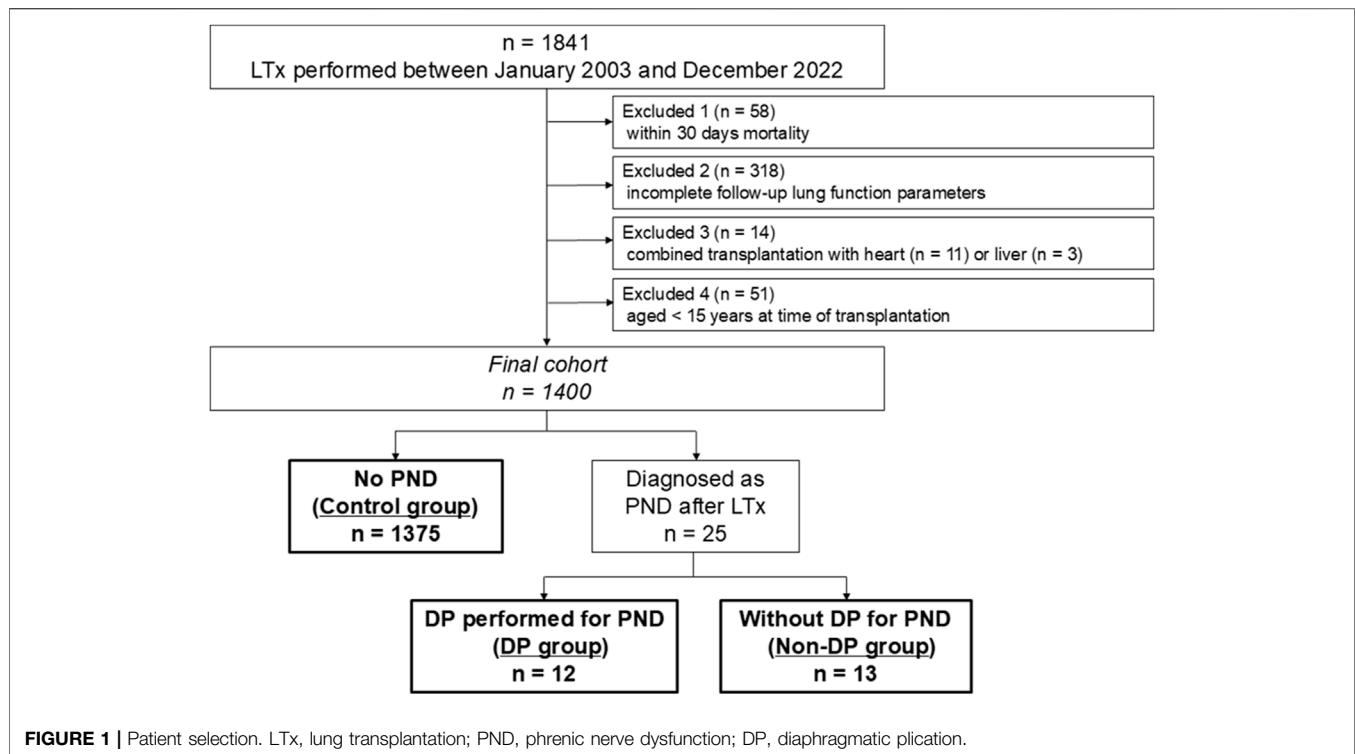 n = 1841
LTx performed between January 2003 and December 2022
Excluded 1 (n = 58)
within 30 days mortality
Excluded 2 (n = 318)
incomplete follow-up lung function parameters
Excluded 3 (n = 14)
combined transplantation with heart (n = 11) or liver (n = 3)
Excluded 4 (n = 51)
aged < 15 years at time of transplantation
Final cohort
n = 1400
No PND
(Control group)
n = 1375
Diagnosed as
PND after LTx
n = 25
DP performed for PND
(DP group)
n = 12
Without DP for PND
(Non-DP group)
n = 13
FIGURE 1 | Patient selection. LTx, lung transplantation; PND, phrenic nerve dysfunction; DP, diaphragmatic plication.